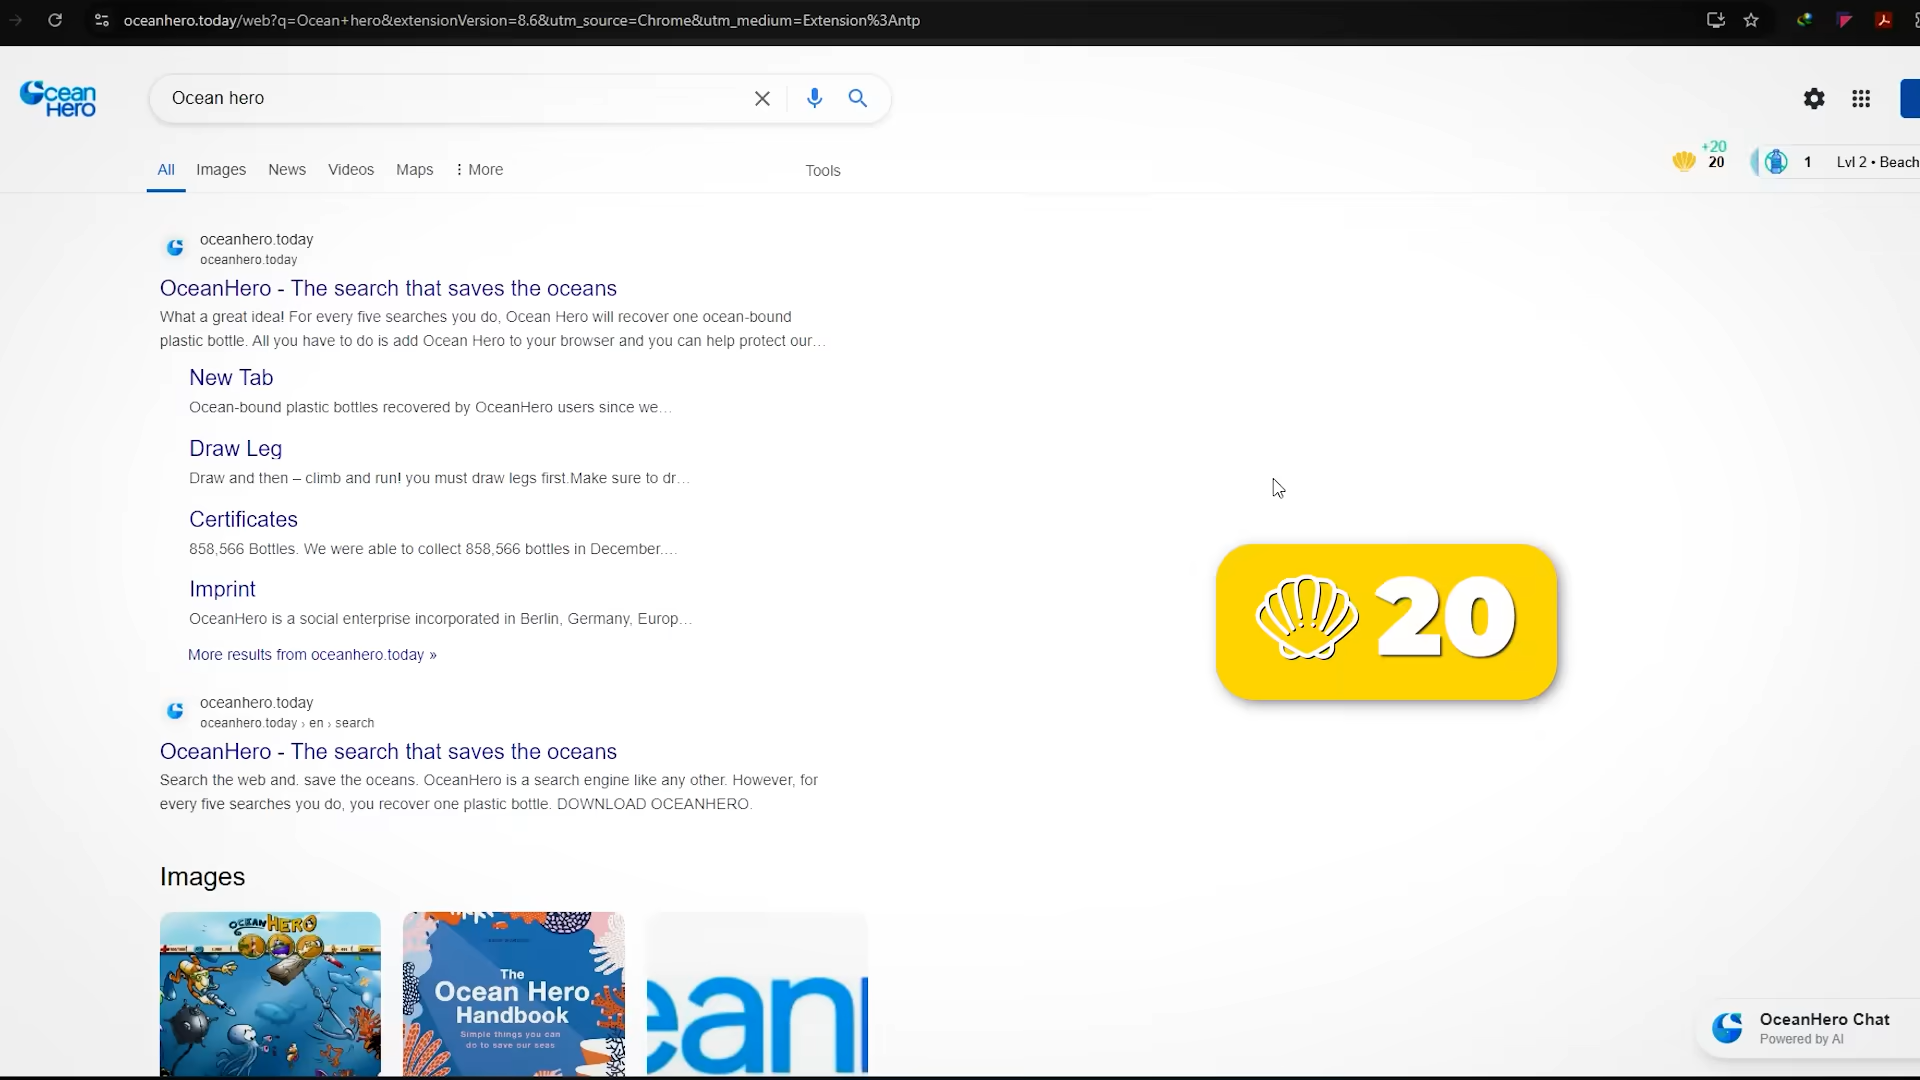 oceanhero.today/web?q=Ocean+hero&extensionVersion=8.6&utm_source=Chrome&utm_medium=Extension%3Antp
Ocean Hero
Ocean hero
All Images News Videos Maps More Tools
+20
20
1 Lvl 2 • Beach
oceanhero.today
oceanhero.today
OceanHero - The search that saves the oceans
What a great idea! For every five searches you do, Ocean Hero will recover one ocean-bound
plastic bottle. All you have to do is add Ocean Hero to your browser and you can help protect our…
New Tab
Ocean-bound plastic bottles recovered by OceanHero users since we…
Draw Leg
Draw and then – climb and run! you must draw legs first.Make sure to dr…
Certificates
858,566 Bottles. We were able to collect 858,566 bottles in December.…
Imprint
OceanHero is a social enterprise incorporated in Berlin, Germany, Europ…
More results from oceanhero.today »
20
oceanhero.today
oceanhero.today › en › search
OceanHero - The search that saves the oceans
Search the web and. save the oceans. OceanHero is a search engine like any other. However, for
every five searches you do, you recover one plastic bottle. DOWNLOAD OCEANHERO.
Images
OCEAN HERO
The
Ocean Hero
Handbook
Simple things you can
do to save our seas
ean
OceanHero Chat
Powered by AI